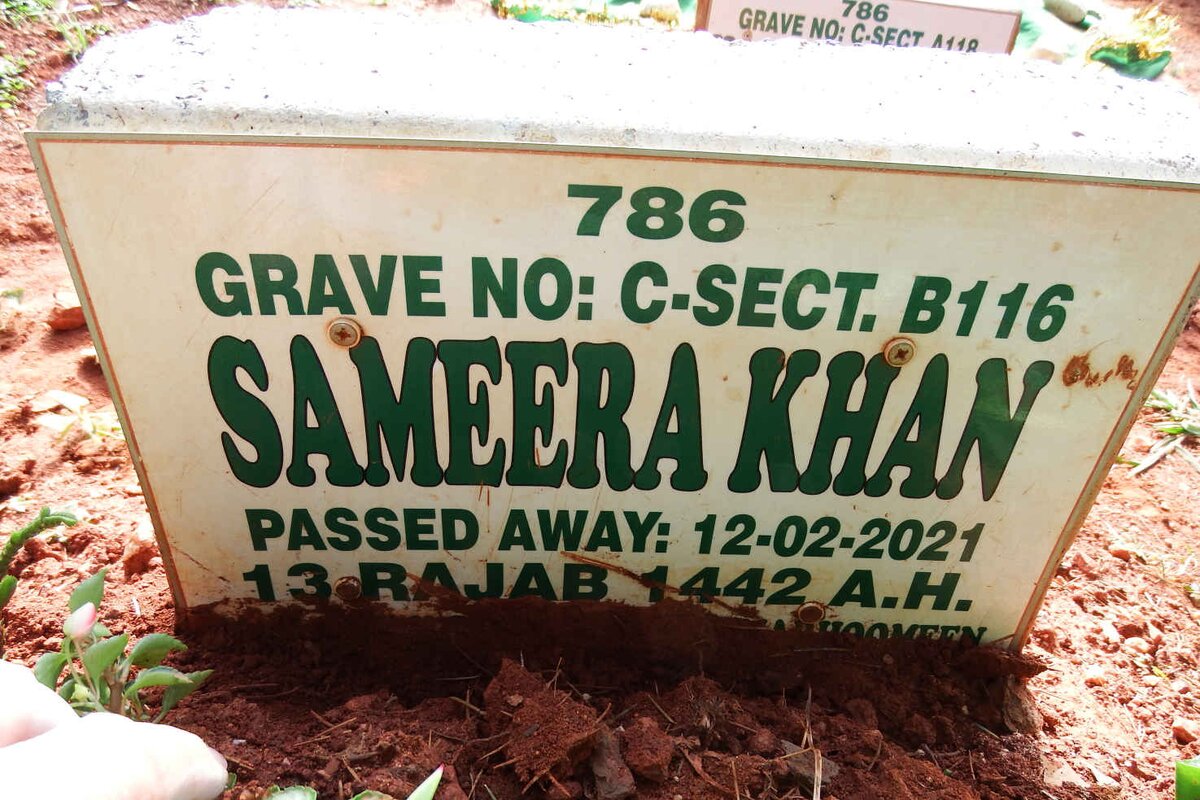 786
GRAVE NO: C-SECT. A118
786
GRAVE NO: C-SECT. B116
SAMEERA KHAN
PASSED AWAY: 12-02-2021
13 RAJAB 1442 A.H.